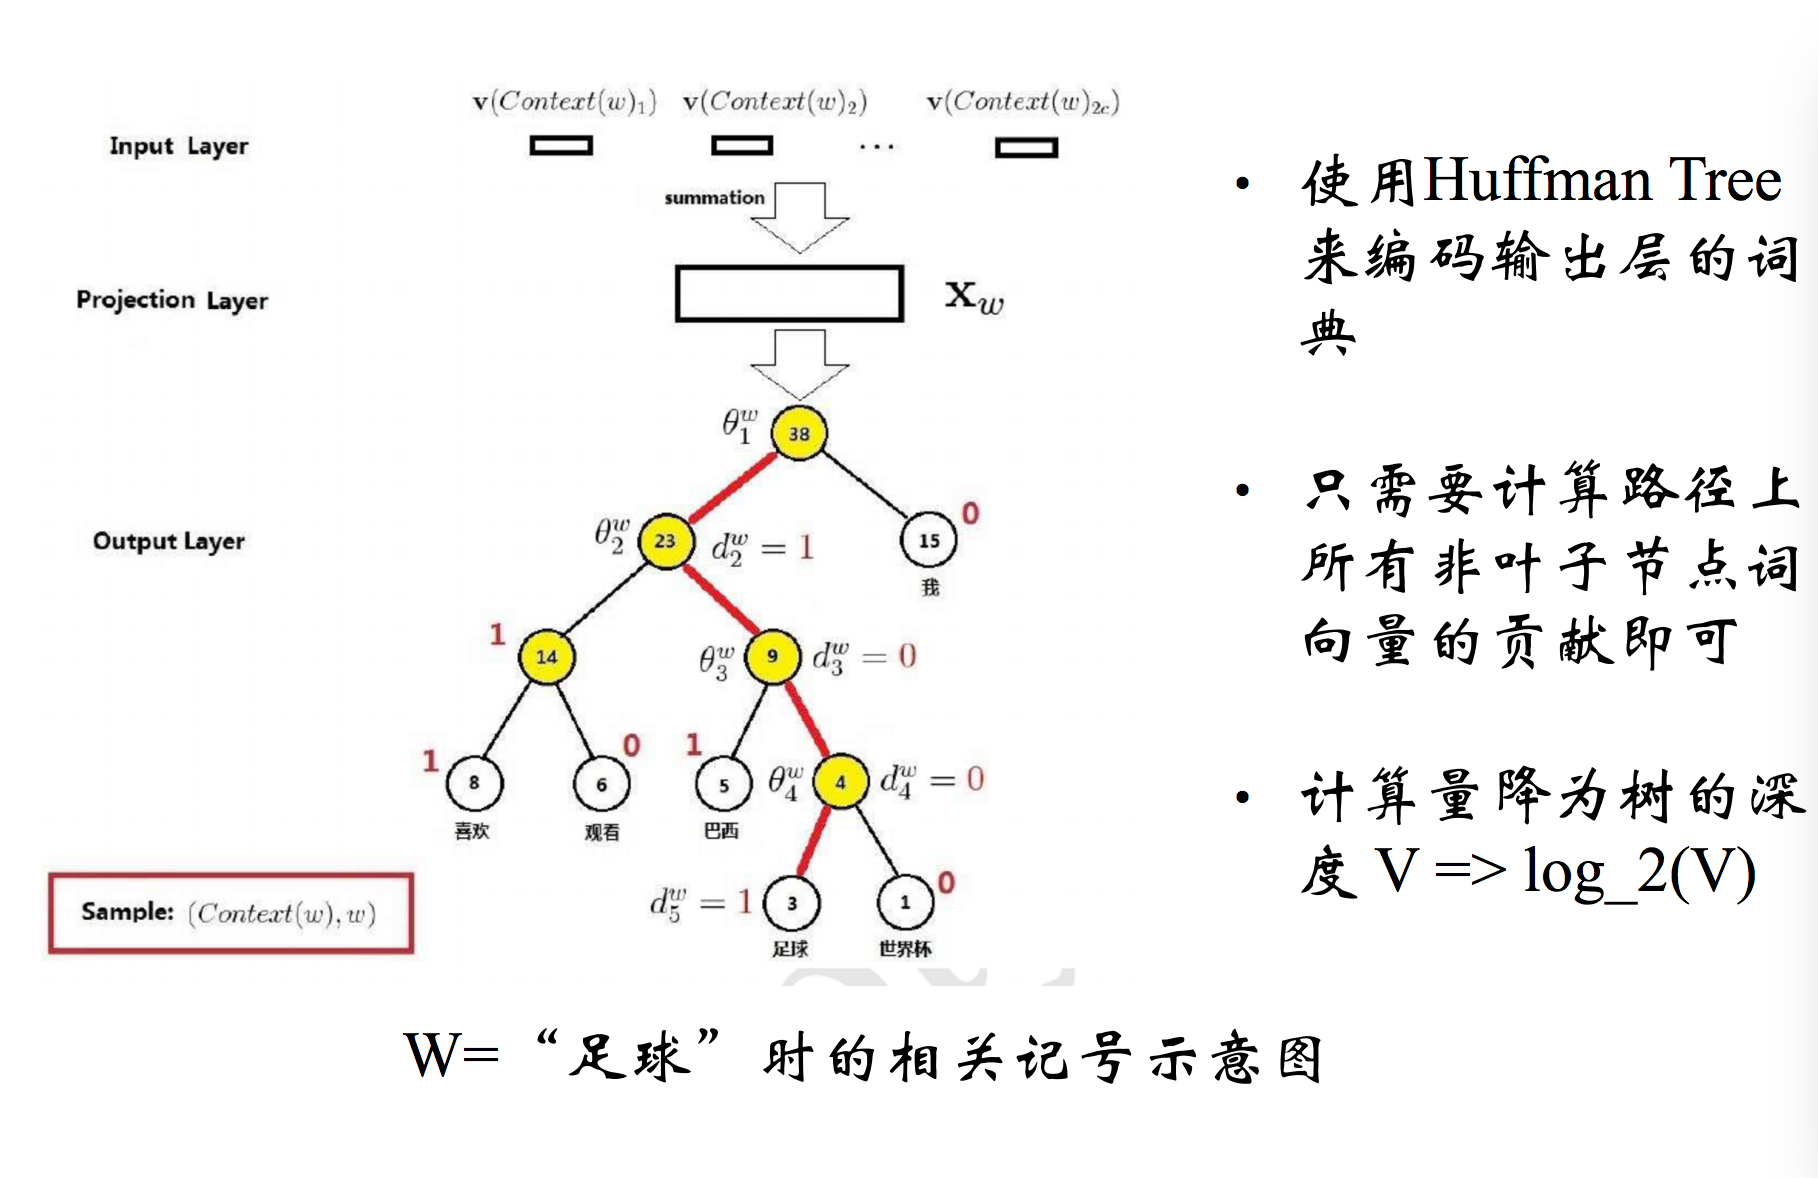 v(Context(w)₁) v(Context(w)₂) v(Context(w)₂c)
Input Layer
...
summation
Projection Layer
Xw
θ₁ʷ 38
Output Layer
θ₂ʷ 23 d₂ʷ = 1
15 0
我
1 14
θ₃ʷ 9 d₃ʷ = 0
1 8
喜欢
6 0
观看
1 5
巴西
θ₄ʷ 4 d₄ʷ = 0
d₅ʷ = 1 3
足球
1 0
世界杯
Sample: (Context(w), w)
W=“足球”时的相关记号示意图
• 使用Huffman Tree
来编码输出层的词
典
• 只需要计算路径上
所有非叶子节点词
向量的贡献即可
• 计算量降为树的深
度 V => log_2(V)